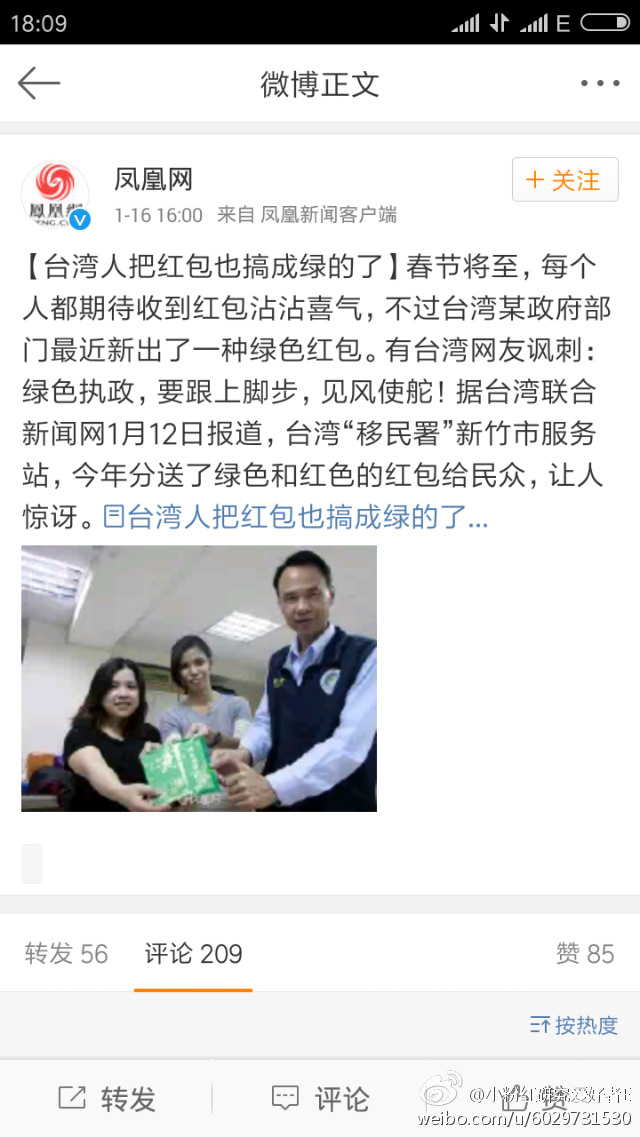 18:09
E
微博正文
凤凰网
+ 关注
1-16 16:00 来自 凤凰新闻客户端
【台湾人把红包也搞成绿的了】春节将至，每个
人都期待收到红包沾沾喜气，不过台湾某政府部
门最近新出了一种绿色红包。有台湾网友讽刺：
绿色执政，要跟上脚步，见风使舵！据台湾联合
新闻网1月12日报道，台湾“移民署”新竹市服务
站，今年分送了绿色和红色的红包给民众，让人
惊讶。台湾人把红包也搞成绿的了...
转发 56
评论 209
赞 85
按热度
转发
评论
赞
weibo.com/u/6029731530